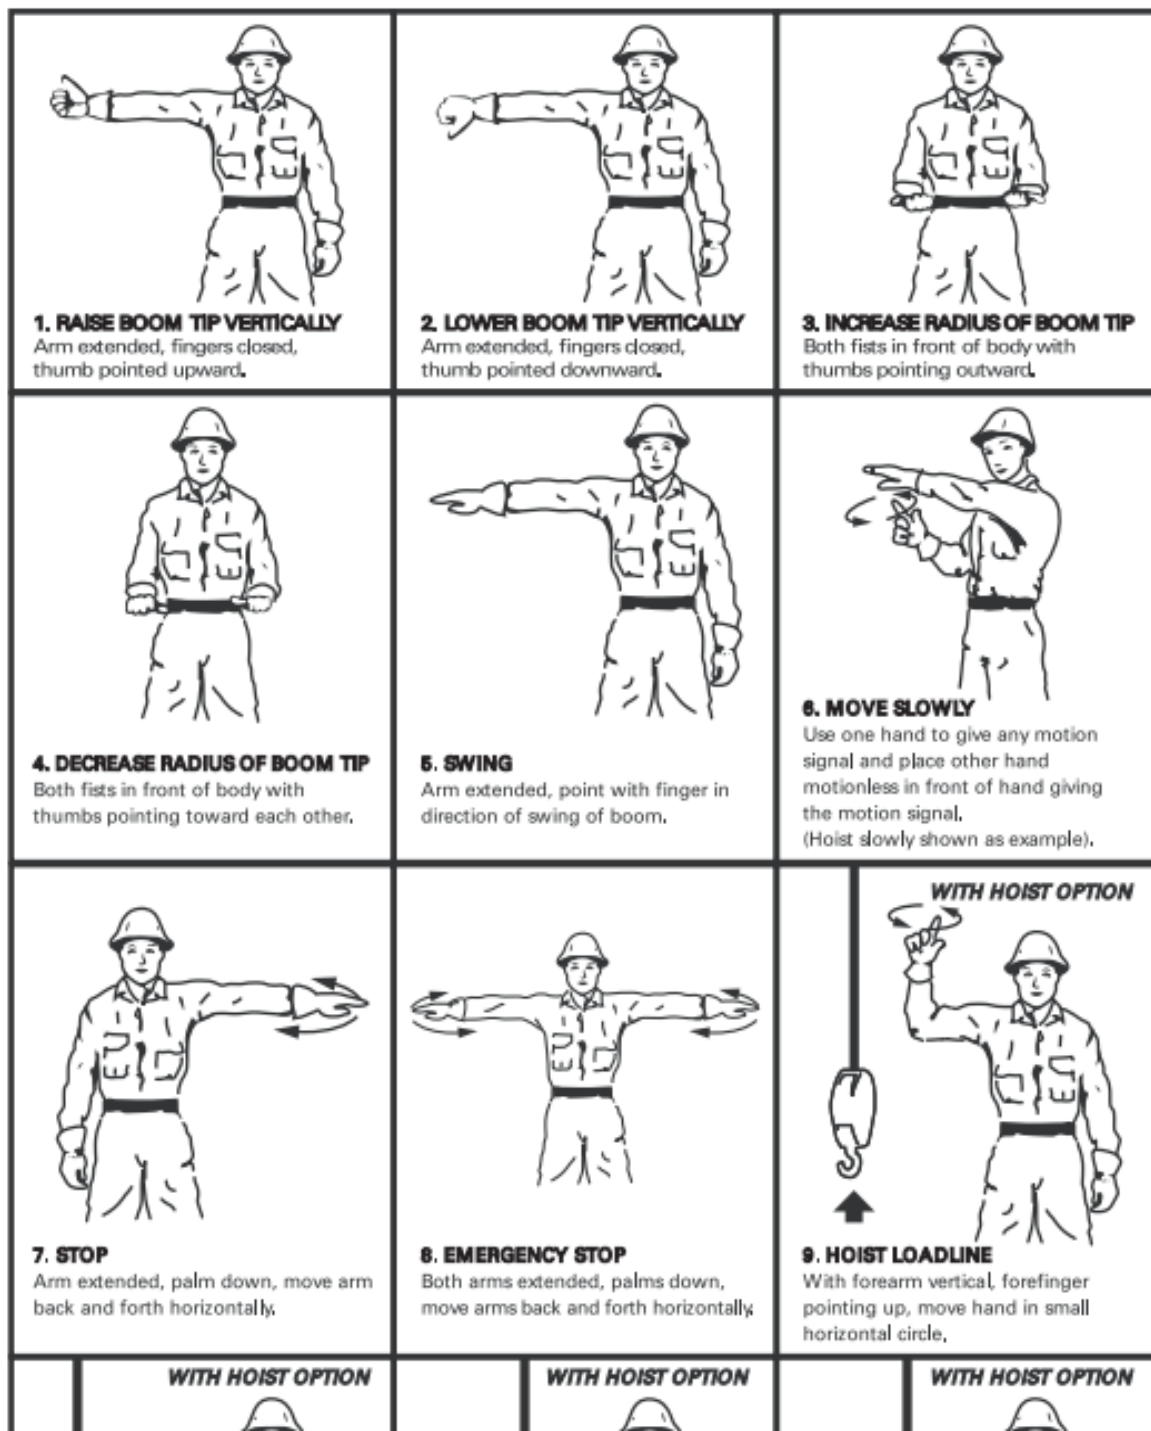 1. RAISE BOOM TIP VERTICALLY
Arm extended, fingers closed,
thumb pointed upward.
2. LOWER BOOM TIP VERTICALLY
Arm extended, fingers closed,
thumb pointed downward.
3. INCREASE RADIUS OF BOOM TIP
Both fists in front of body with
thumbs pointing outward.
4. DECREASE RADIUS OF BOOM TIP
Both fists in front of body with
thumbs pointing toward each other.
5. SWING
Arm extended, point with finger in
direction of swing of boom.
6. MOVE SLOWLY
Use one hand to give any motion
signal and place other hand
motionless in front of hand giving
the motion signal.
(Hoist slowly shown as example).
7. STOP
Arm extended, palm down, move arm
back and forth horizontally.
8. EMERGENCY STOP
Both arms extended, palms down,
move arms back and forth horizontally.
WITH HOIST OPTION
9. HOIST LOADLINE
With forearm vertical, forefinger
pointing up, move hand in small
horizontal circle.
WITH HOIST OPTION
WITH HOIST OPTION
WITH HOIST OPTION